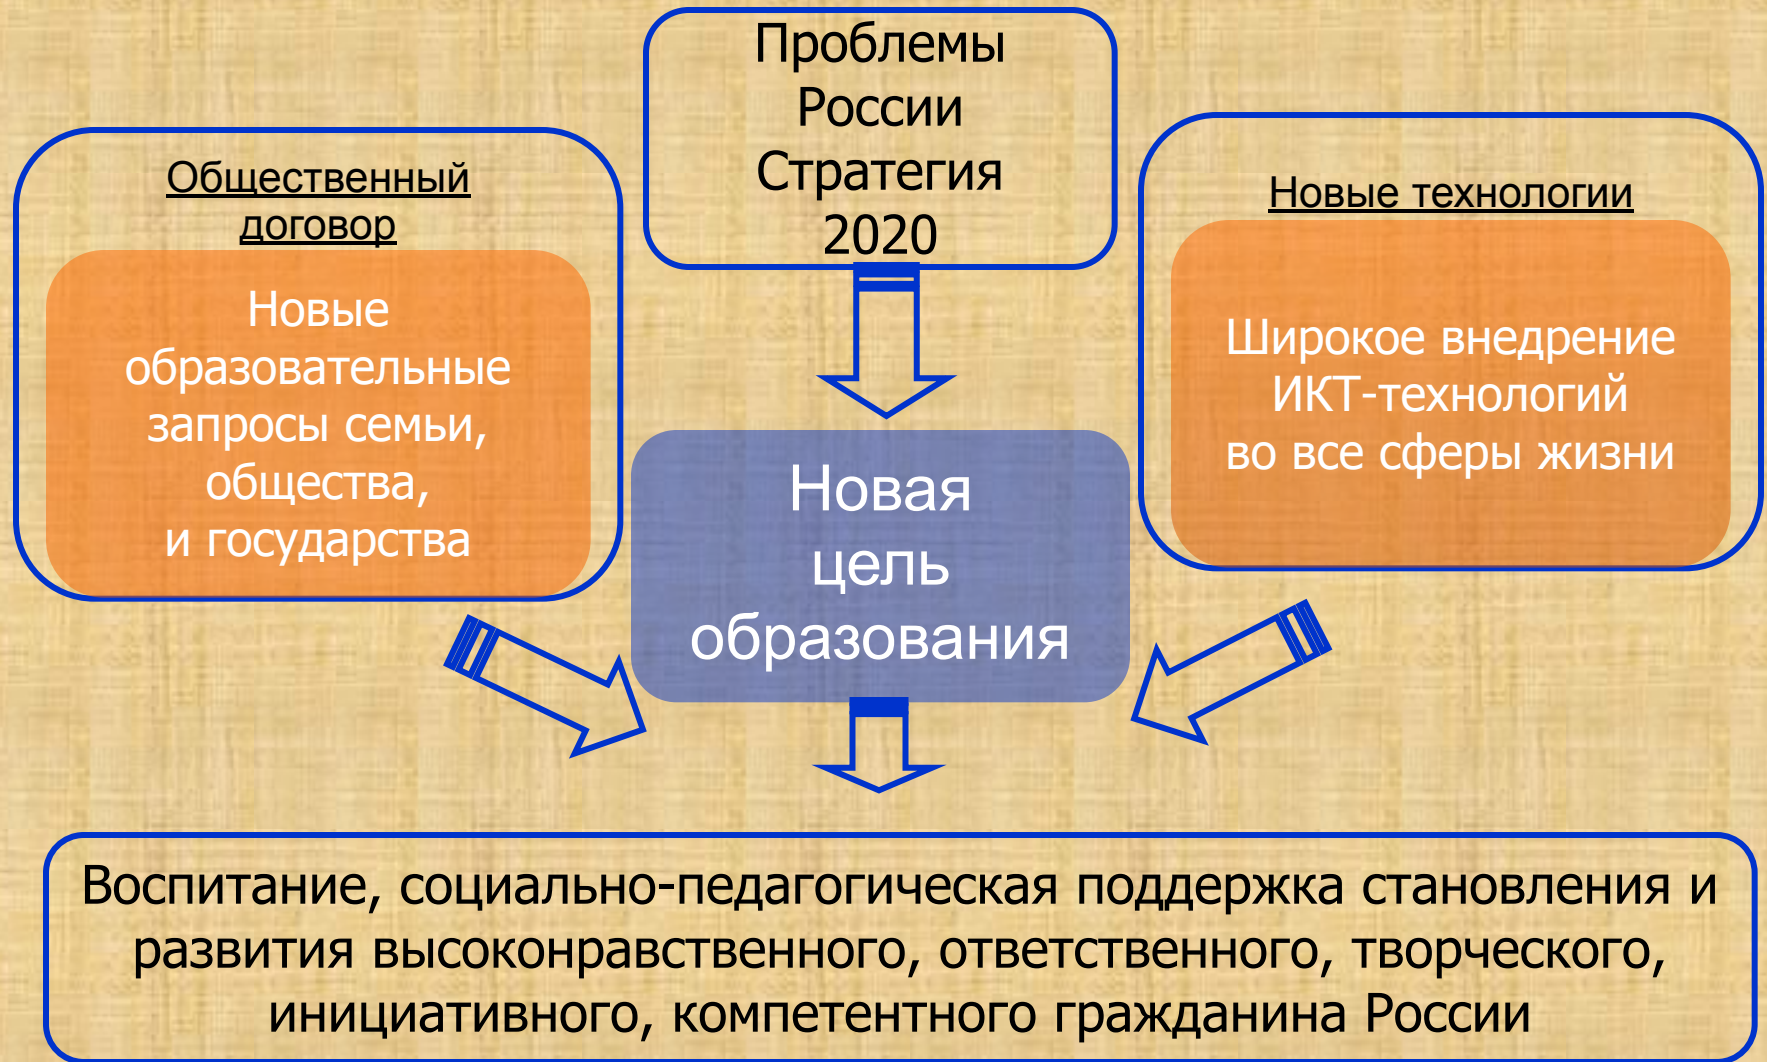 Проблемы
России
Стратегия
2020
Общественный
договор
Новые
образовательные
запросы семьи,
общества,
и государства
Новые технологии
Широкое внедрение
ИКТ-технологий
во все сферы жизни
Новая
цель
образования
Воспитание, социально-педагогическая поддержка становления и
развития высоконравственного, ответственного, творческого,
инициативного, компетентного гражданина России